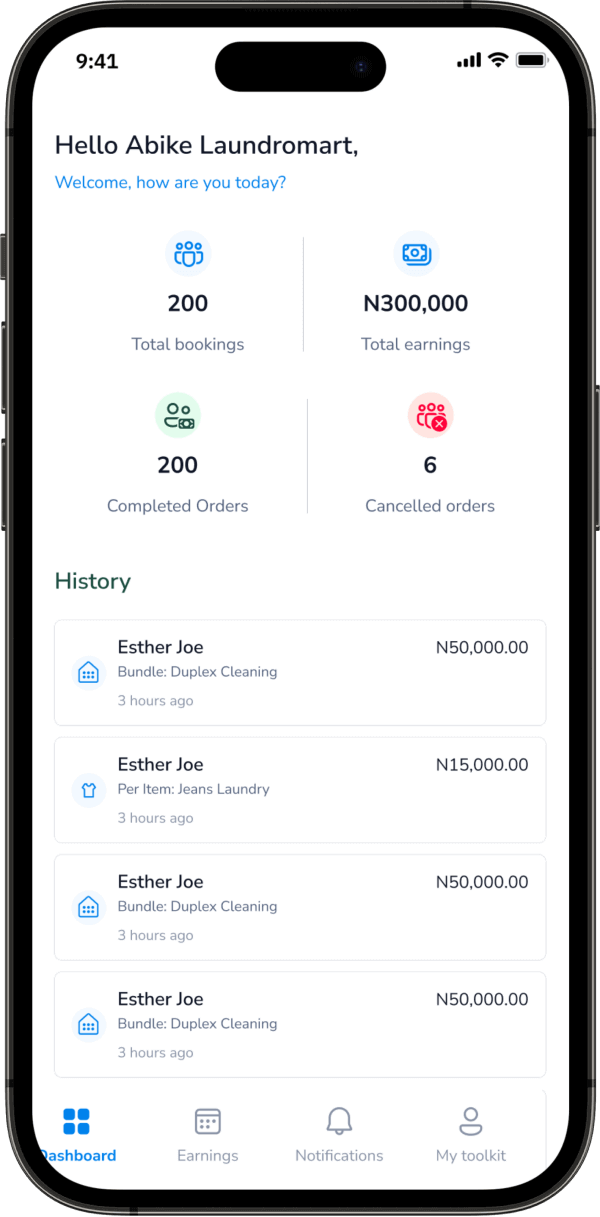 9:41
Hello Abike Laundromart,
Welcome, how are you today?
200
N300,000
Total bookings
Total earnings
200
6
Completed Orders
Cancelled orders
History
Esther Joe
N50,000.00
Bundle: Duplex Cleaning
3 hours ago
Esther Joe
N15,000.00
Per Item: Jeans Laundry
3 hours ago
Esther Joe
N50,000.00
Bundle: Duplex Cleaning
3 hours ago
Esther Joe
N50,000.00
Bundle: Duplex Cleaning
3 hours ago
Dashboard
Earnings
Notifications
My toolkit